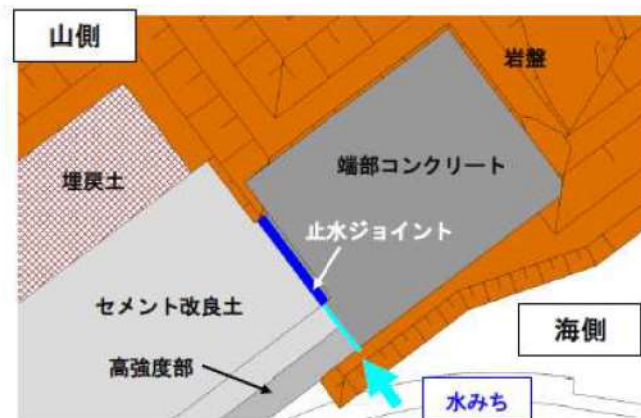 山側
岩盤
端部コンクリート
埋戻土
止水ジョイント
セメント改良土
海側
高強度部
水みち